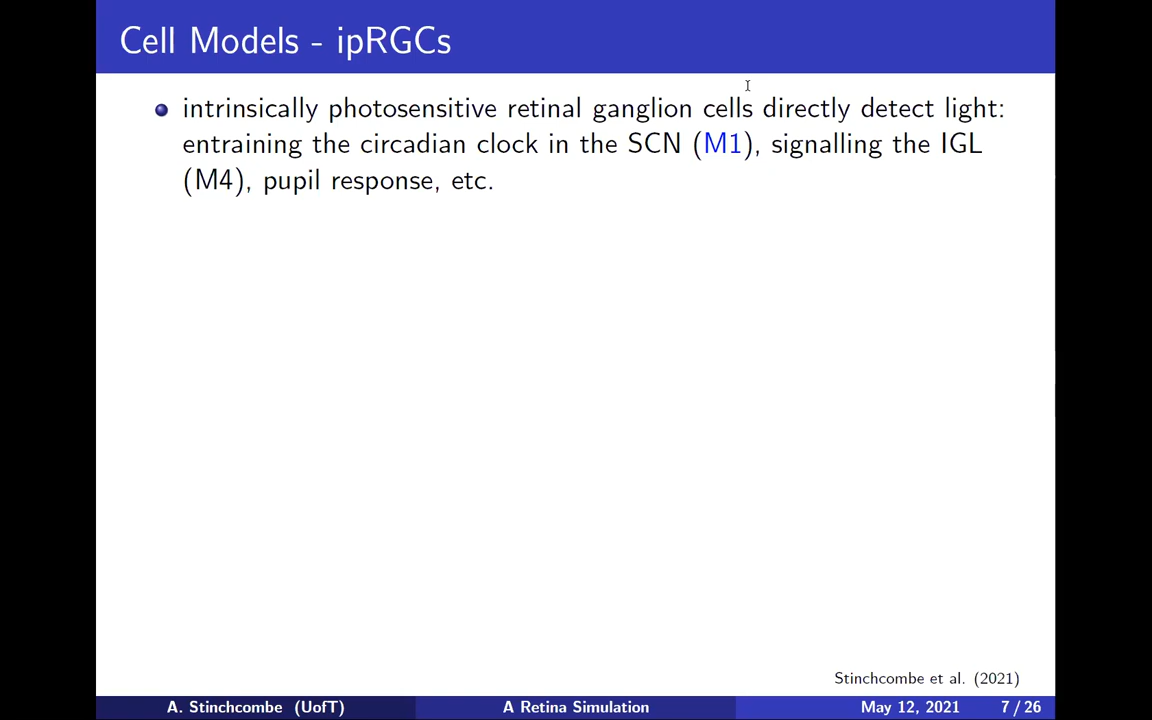 Cell Models - ipRGCs
intrinsically photosensitive retinal ganglion cells directly detect light:
entraining the circadian clock in the SCN (M1), signalling the IGL
(M4), pupil response, etc.
Stinchcombe et al. (2021)
A. Stinchcombe (UofT) A Retina Simulation May 12, 2021 7 / 26